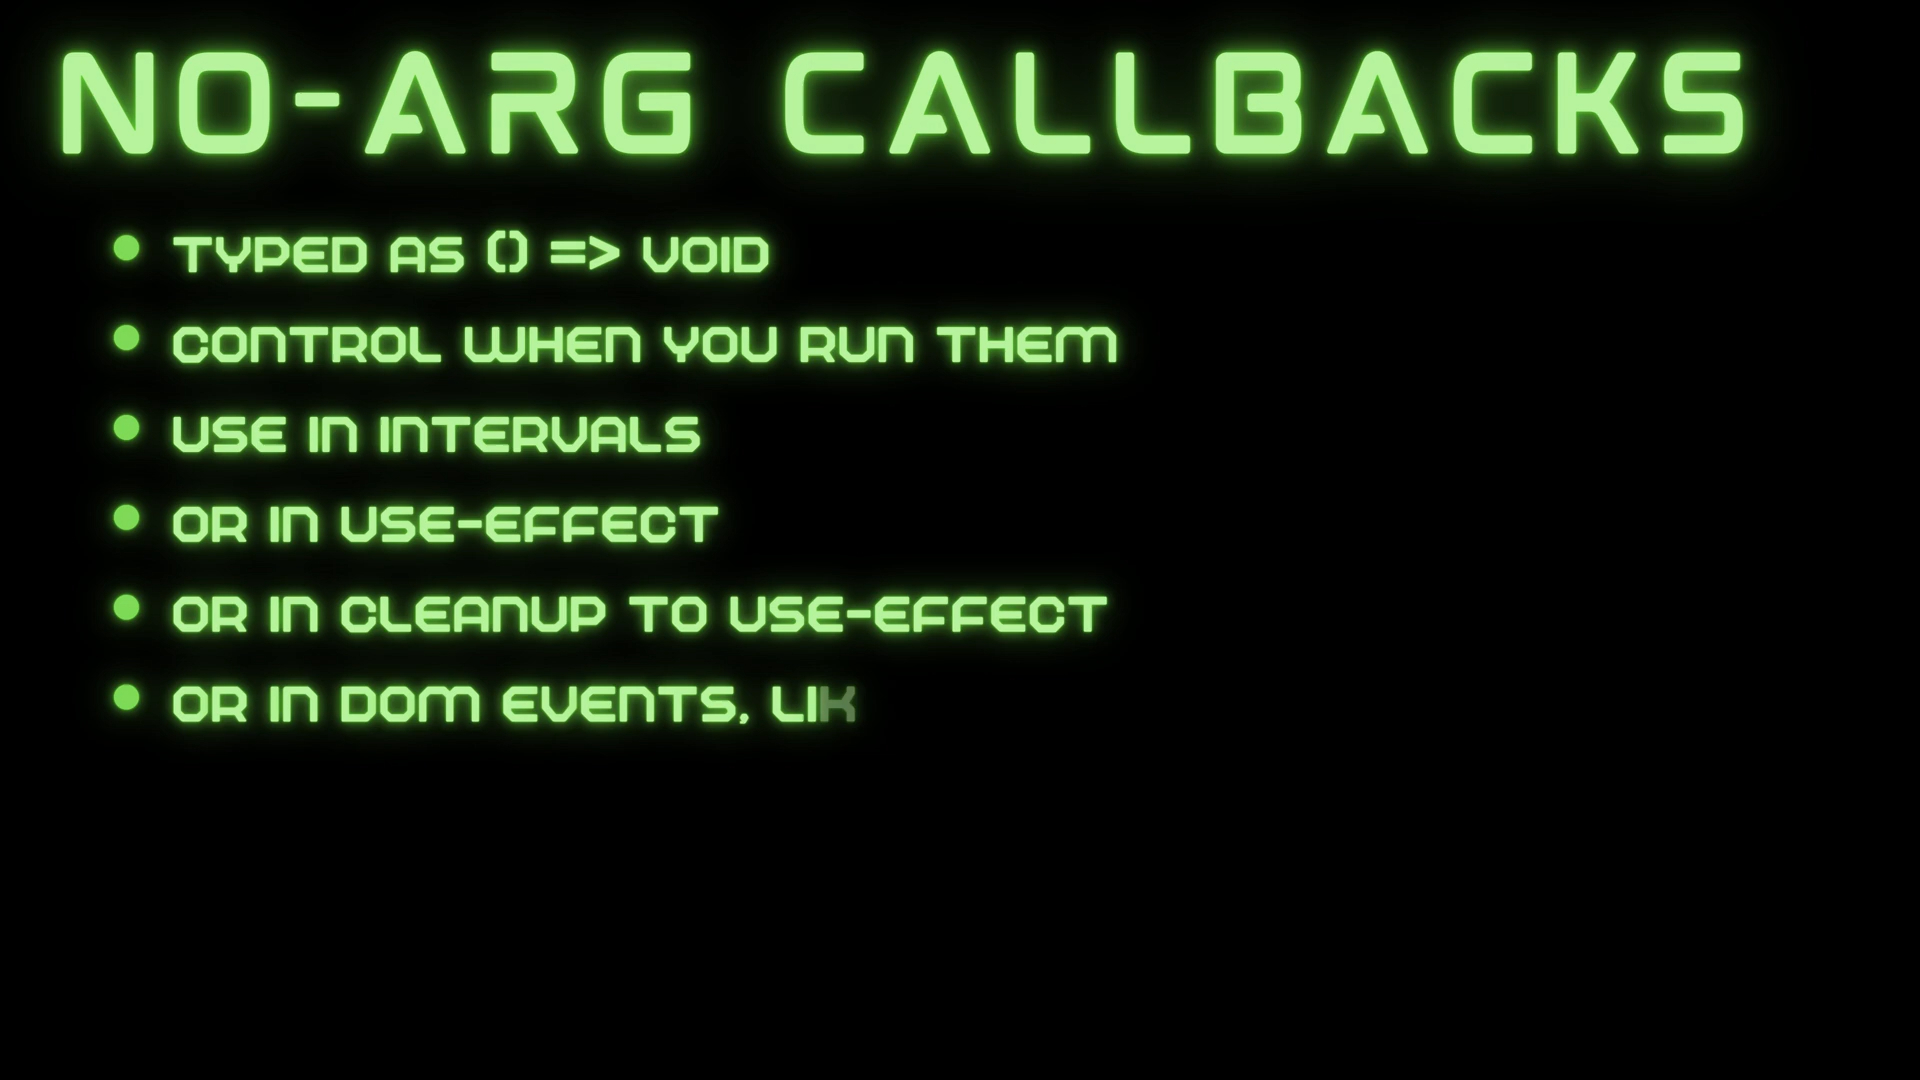 NO-ARG CALLBACKS
TYPED AS () => VOID
CONTROL WHEN YOU RUN THEM
USE IN INTERVALS
OR IN USE-EFFECT
OR IN CLEANUP TO USE-EFFECT
OR IN DOM EVENTS, LIK